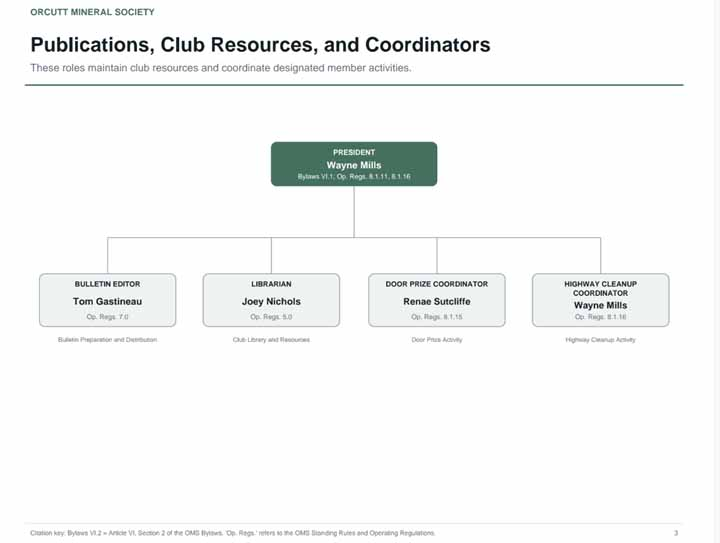 ORCUTT MINERAL SOCIETY
Publications, Club Resources, and Coordinators
These roles maintain club resources and coordinate designated member activities.
PRESIDENT
Wayne Mills
Bylaws VI.1; Op. Regs. 8.1.11, 8.1.16
BULLETIN EDITOR
Tom Gastineau
Op. Regs. 7.0
Bulletin Preparation and Distribution
LIBRARIAN
Joey Nichols
Op. Regs. 5.0
Club Library and Resources
DOOR PRIZE COORDINATOR
Renae Sutcliffe
Op. Regs. 8.1.15
Door Prize Activity
HIGHWAY CLEANUP
COORDINATOR
Wayne Mills
Op. Regs. 8.1.16
Highway Cleanup Activity
Citation key: Bylaws VI.2 = Article VI, Section 2 of the OMS Bylaws. 'Op. Regs.' refers to the OMS Standing Rules and Operating Regulations.
3